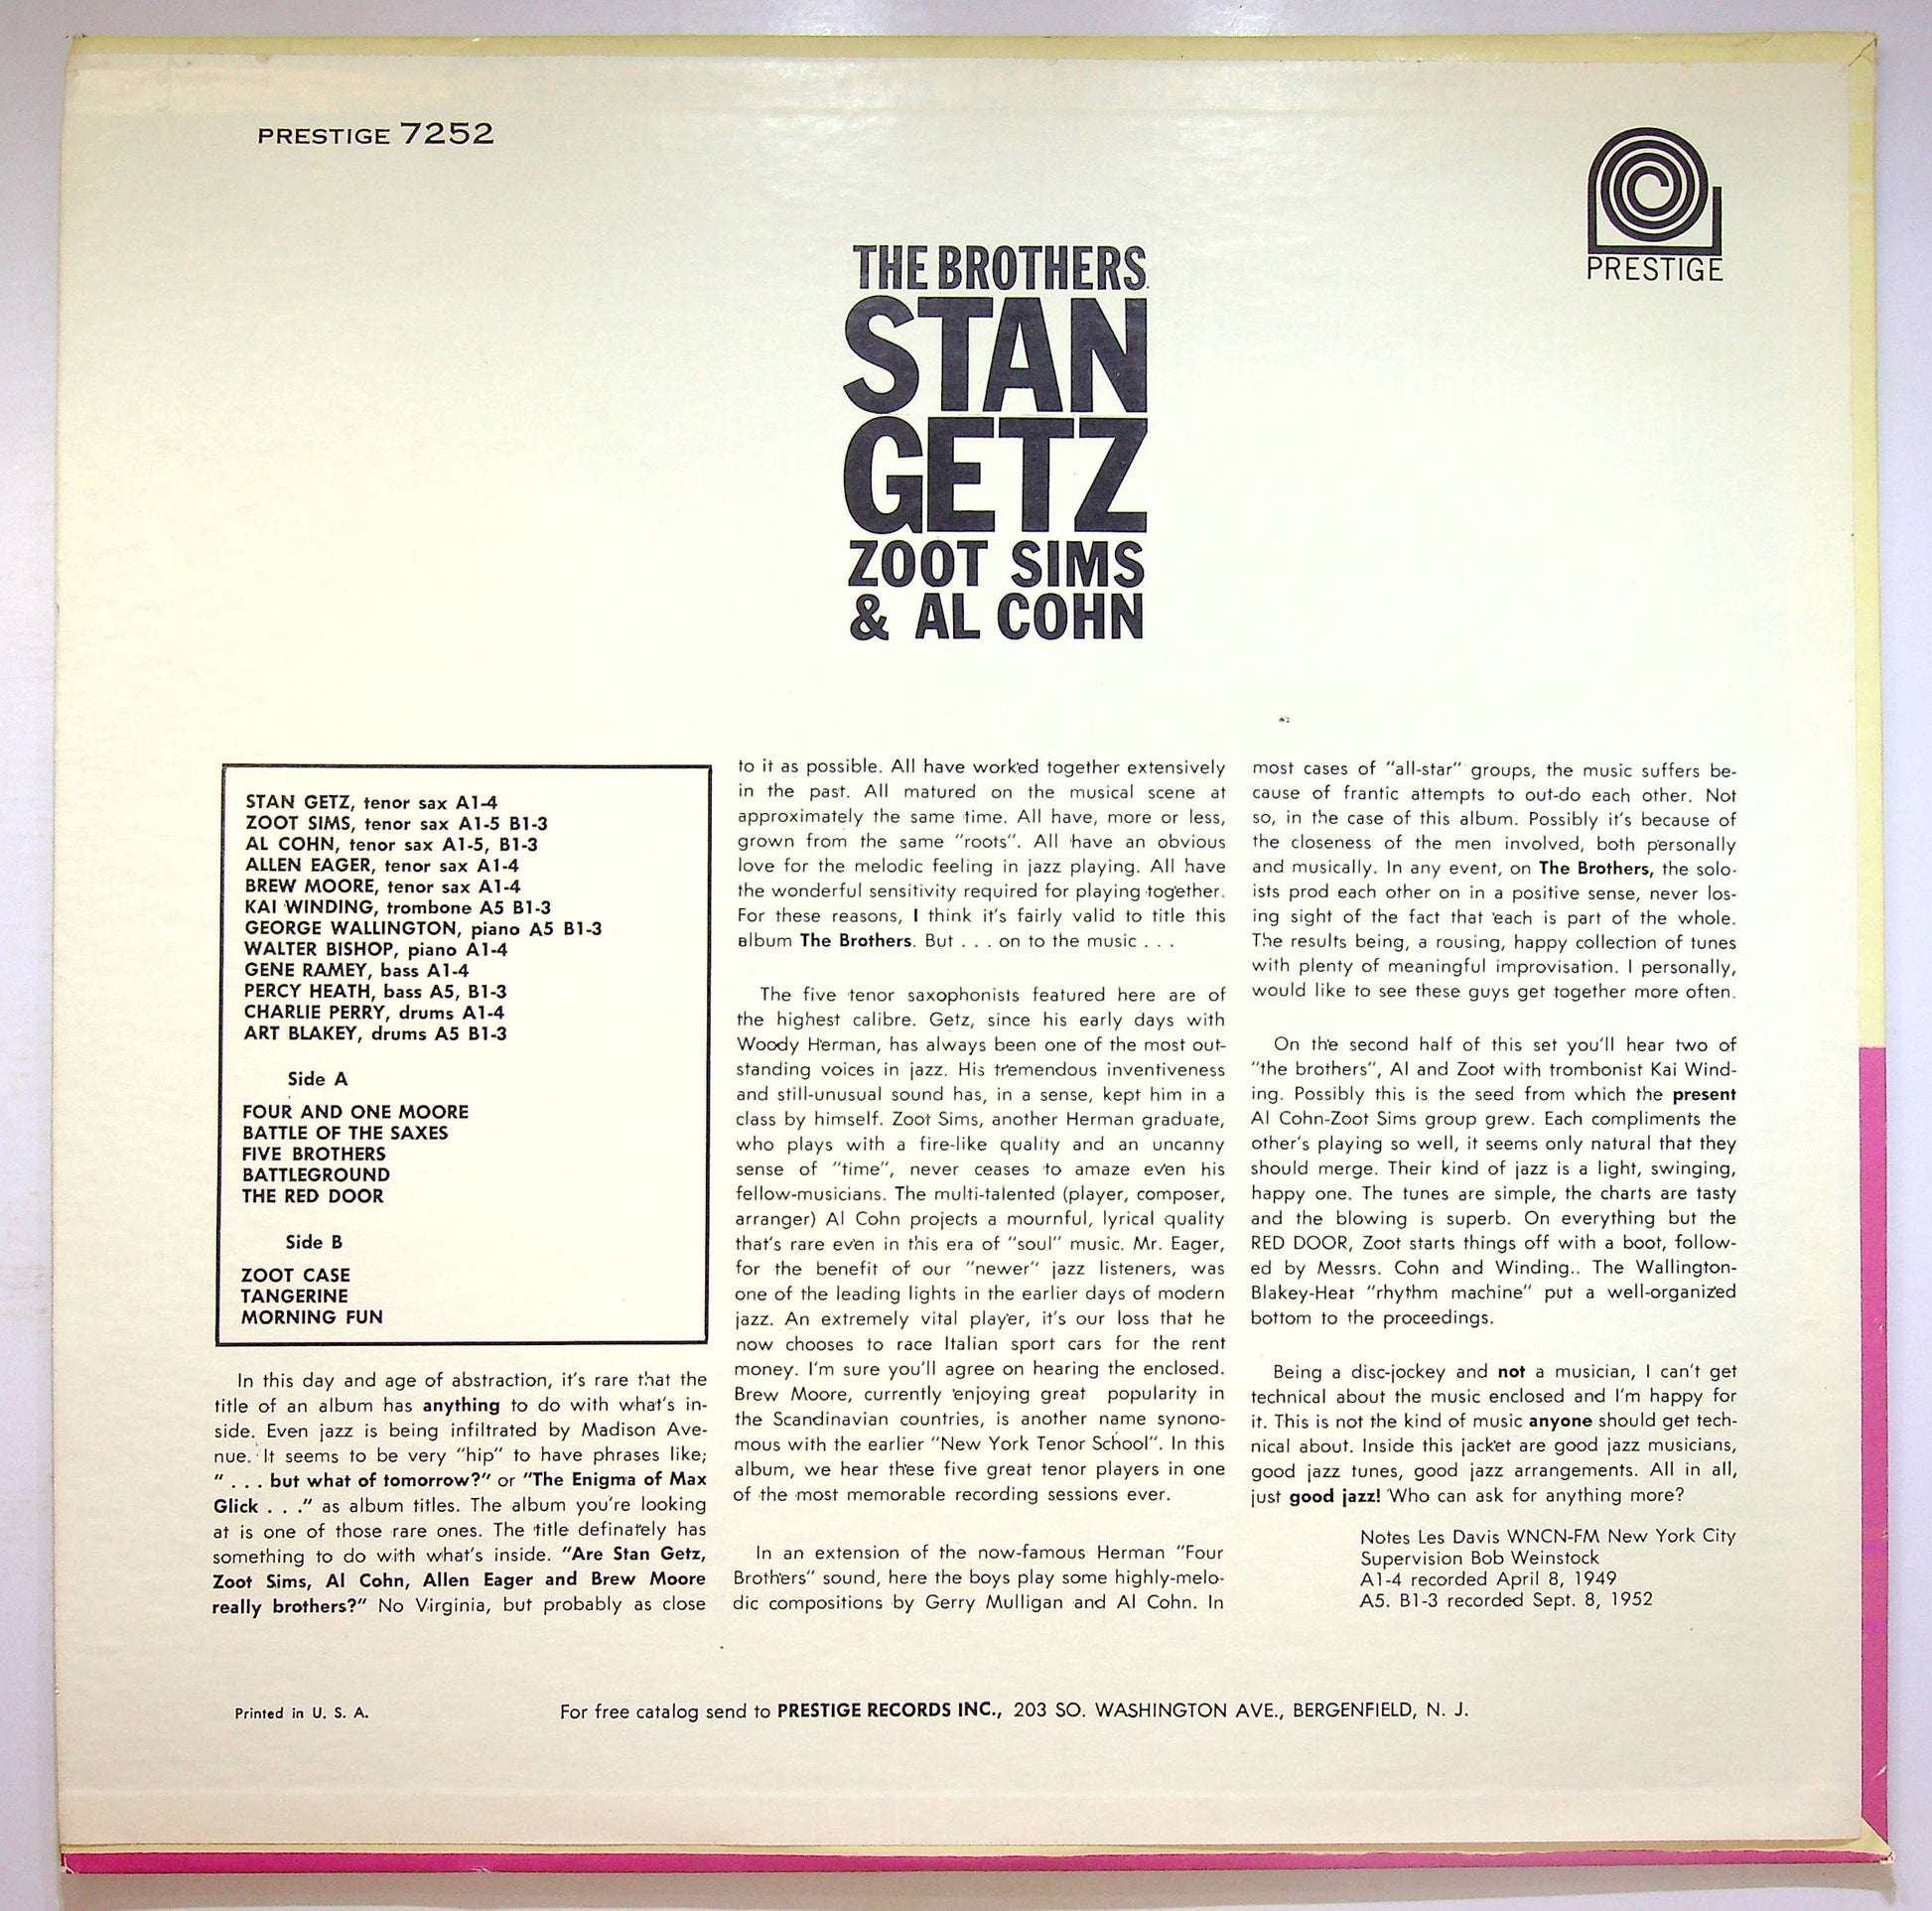 PRESTIGE 7252
PRESTIGE
THE BROTHERS
STAN
GETZ
ZOOT SIMS
& AL COHN
STAN GETZ, tenor sax A1-4
ZOOT SIMS, tenor sax A1-5 B1-3
AL COHN, tenor sax A1-5, B1-3
ALLEN EAGER, tenor sax A1-4
BREW MOORE, tenor sax A1-4
KAI WINDING, trombone A5 B1-3
GEORGE WALLINGTON, piano A5 B1-3
WALTER BISHOP, piano A1-4
GENE RAMEY, bass A1-4
PERCY HEATH, bass A5, B1-3
CHARLIE PERRY, drums A1-4
ART BLAKEY, drums A5 B1-3
Side A
FOUR AND ONE MOORE
BATTLE OF THE SAXES
FIVE BROTHERS
BATTLEGROUND
THE RED DOOR
Side B
ZOOT CASE
TANGERINE
MORNING FUN
In this day and age of abstraction, it's rare that the
title of an album has anything to do with what's in-
side. Even jazz is being infiltrated by Madison Ave-
nue. It seems to be very "hip" to have phrases like;
" . . . but what of tomorrow?" or "The Enigma of Max
Glick . . ." as album titles. The album you're looking
at is one of those rare ones. The title definately has
something to do with what's inside. "Are Stan Getz,
Zoot Sims, Al Cohn, Allen Eager and Brew Moore
really brothers?" No Virginia, but probably as close
to it as possible. All have worked together extensively
in the past. All matured on the musical scene at
approximately the same time. All have, more or less,
grown from the same "roots". All have an obvious
love for the melodic feeling in jazz playing. All have
the wonderful sensitivity required for playing together.
For these reasons, I think it's fairly valid to title this
album The Brothers. But . . . on to the music . . .
The five tenor saxophonists featured here are of
the highest calibre. Getz, since his early days with
Woody Herman, has always been one of the most out-
standing voices in jazz. His tremendous inventiveness
and still-unusual sound has, in a sense, kept him in a
class by himself. Zoot Sims, another Herman graduate,
who plays with a fire-like quality and an uncanny
sense of "time", never ceases to amaze even his
fellow-musicians. The multi-talented (player, composer,
arranger) Al Cohn projects a mournful, lyrical quality
that's rare even in this era of "soul" music. Mr. Eager,
for the benefit of our "newer" jazz listeners, was
one of the leading lights in the earlier days of modern
jazz. An extremely vital player, it's our loss that he
now chooses to race Italian sport cars for the rent
money. I'm sure you'll agree on hearing the enclosed.
Brew Moore, currently enjoying great popularity in
the Scandinavian countries, is another name synono-
mous with the earlier "New York Tenor School". In this
album, we hear these five great tenor players in one
of the most memorable recording sessions ever.
In an extension of the now-famous Herman "Four
Brothers" sound, here the boys play some highly-melo-
dic compositions by Gerry Mulligan and Al Cohn. In
most cases of "all-star" groups, the music suffers be-
cause of frantic attempts to out-do each other. Not
so, in the case of this album. Possibly it's because of
the closeness of the men involved, both personally
and musically. In any event, on The Brothers, the solo-
ists prod each other on in a positive sense, never los-
ing sight of the fact that each is part of the whole.
The results being, a rousing, happy collection of tunes
with plenty of meaningful improvisation. I personally,
would like to see these guys get together more often.
On the second half of this set you'll hear two of
"the brothers", Al and Zoot with trombonist Kai Wind-
ing. Possibly this is the seed from which the present
Al Cohn-Zoot Sims group grew. Each compliments the
other's playing so well, it seems only natural that they
should merge. Their kind of jazz is a light, swinging,
happy one. The tunes are simple, the charts are tasty
and the blowing is superb. On everything but the
RED DOOR, Zoot starts things off with a boot, follow-
ed by Messrs. Cohn and Winding.. The Wallington-
Blakey-Heat "rhythm machine" put a well-organized
bottom to the proceedings.
Being a disc-jockey and not a musician, I can't get
technical about the music enclosed and I'm happy for
it. This is not the kind of music anyone should get tech-
nical about. Inside this jacket are good jazz musicians,
good jazz tunes, good jazz arrangements. All in all,
just good jazz! Who can ask for anything more?
Notes Les Davis WNCN-FM New York City
Supervision Bob Weinstock
A1-4 recorded April 8, 1949
A5. B1-3 recorded Sept. 8, 1952
Printed in U. S. A.
For free catalog send to PRESTIGE RECORDS INC., 203 SO. WASHINGTON AVE., BERGENFIELD, N. J.